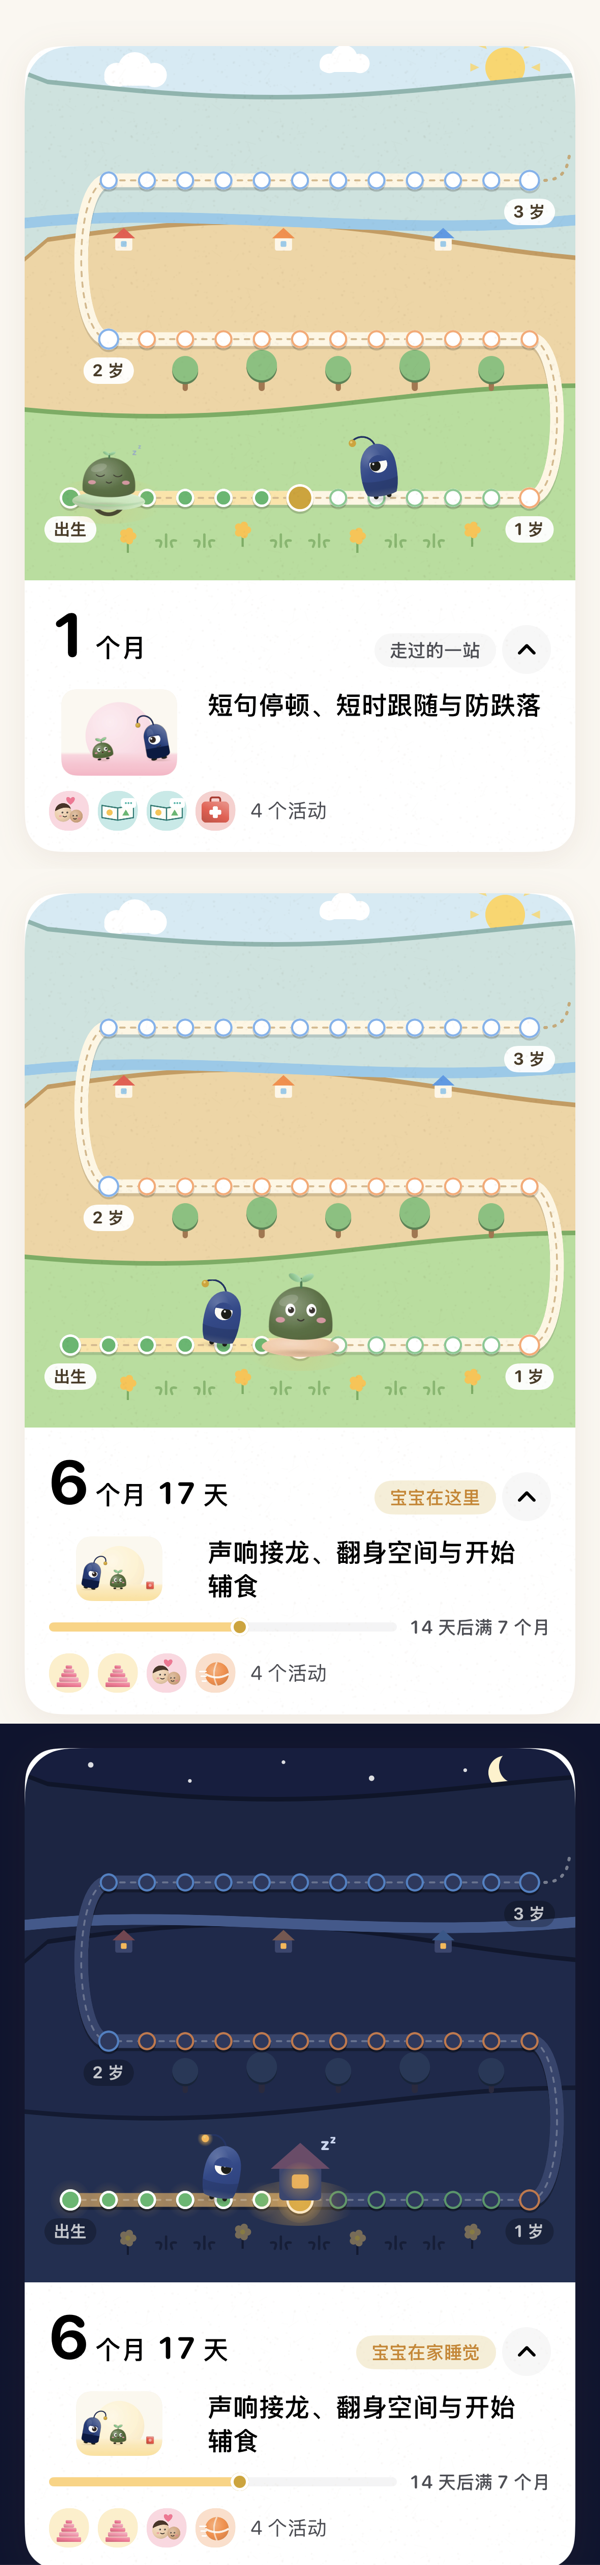 3 岁
2 岁
z z
出生
1 岁
1 个月
走过的一站
短句停顿、短时跟随与防跌落
4 个活动
3 岁
2 岁
出生
1 岁
6 个月 17 天
宝宝在这里
声响接龙、翻身空间与开始
辅食
14 天后满 7 个月
4 个活动
3 岁
2 岁
z z
出生
1 岁
6 个月 17 天
宝宝在家睡觉
声响接龙、翻身空间与开始
辅食
14 天后满 7 个月
4 个活动